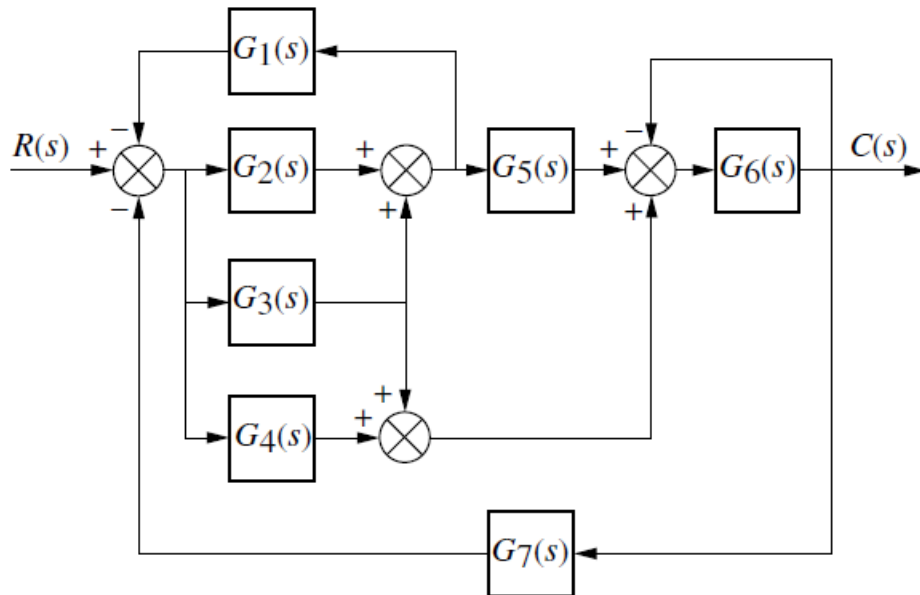 G1(s)
R(s) + − − 
G2(s) + +
G5(s) + − +
G6(s)
C(s)
G3(s)
G4(s) + +
G7(s)